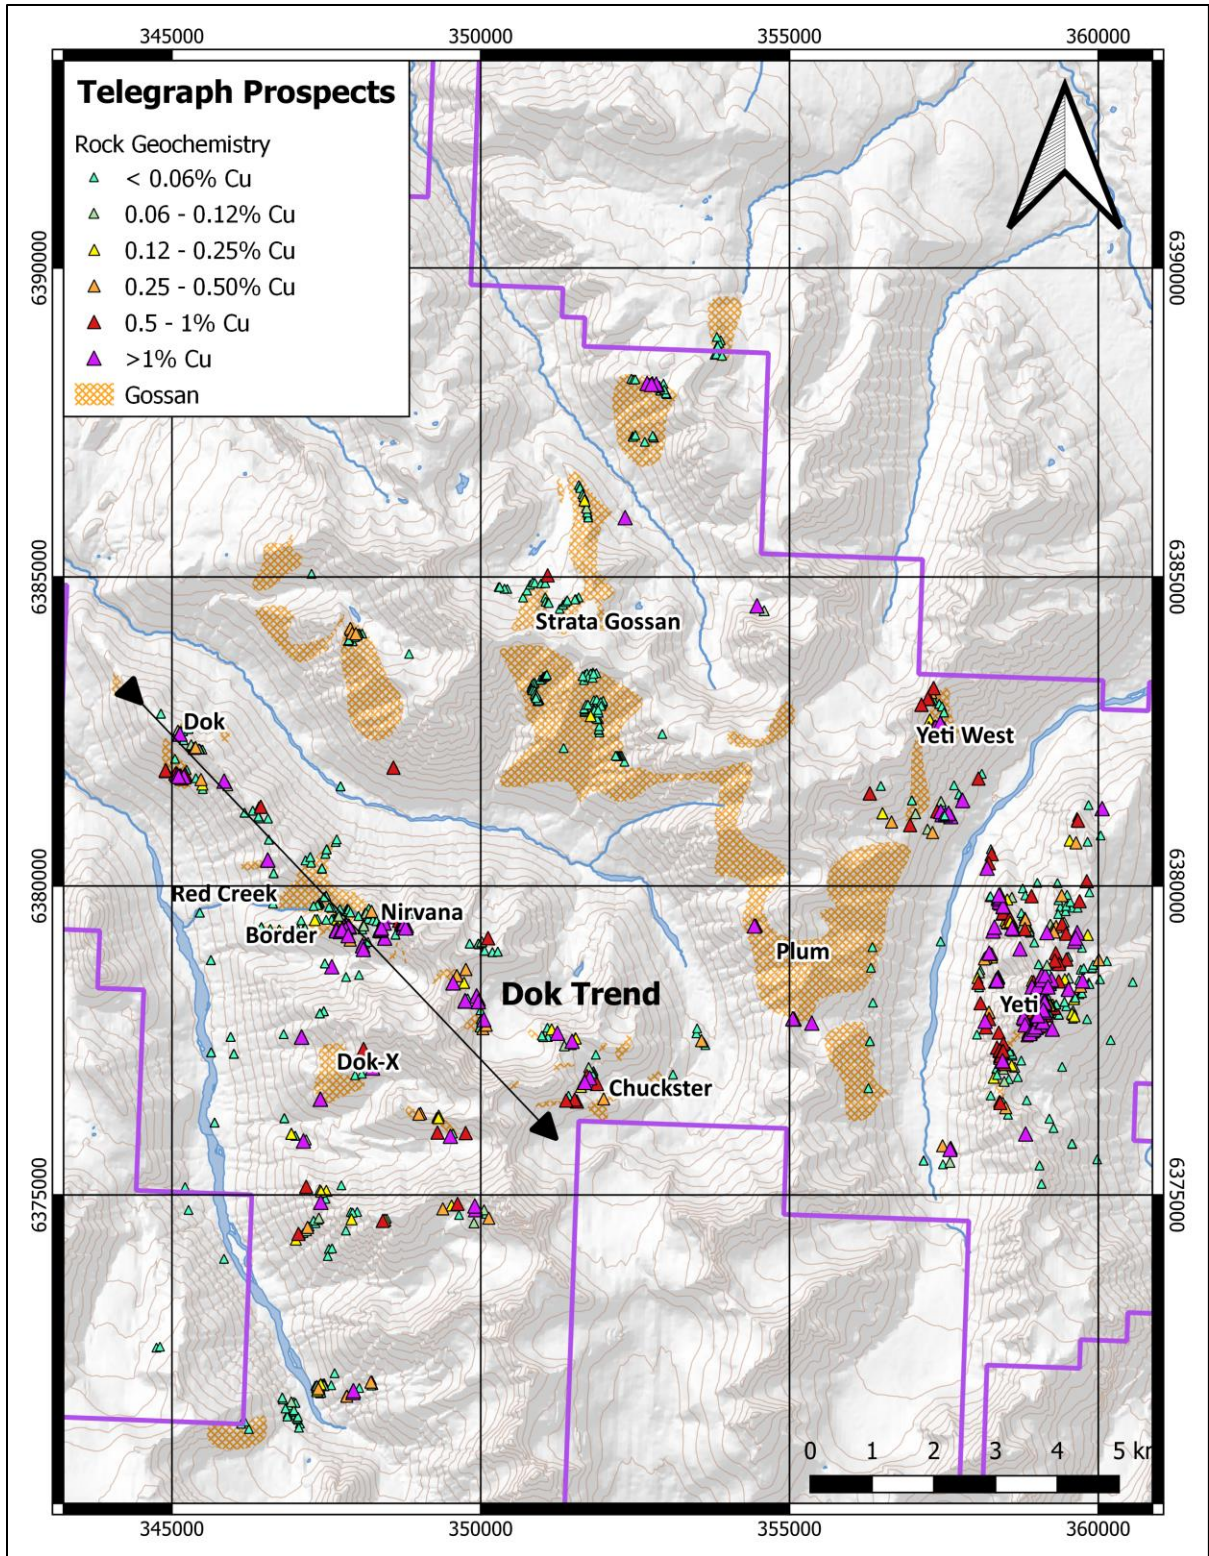 345000 350000 355000 360000
Telegraph Prospects
Rock Geochemistry
< 0.06% Cu
0.06 - 0.12% Cu
0.12 - 0.25% Cu
0.25 - 0.50% Cu
0.5 - 1% Cu
>1% Cu
Gossan
6390000 6390000
6385000 6385000
Strata Gossan
Dok
Yeti West
6380000 6380000
Red Creek
Nirvana
Border
Plum
Dok Trend
Yeti
Dok-X
Chuckster
6375000 6375000
0 1 2 3 4 5 km
345000 350000 355000 360000